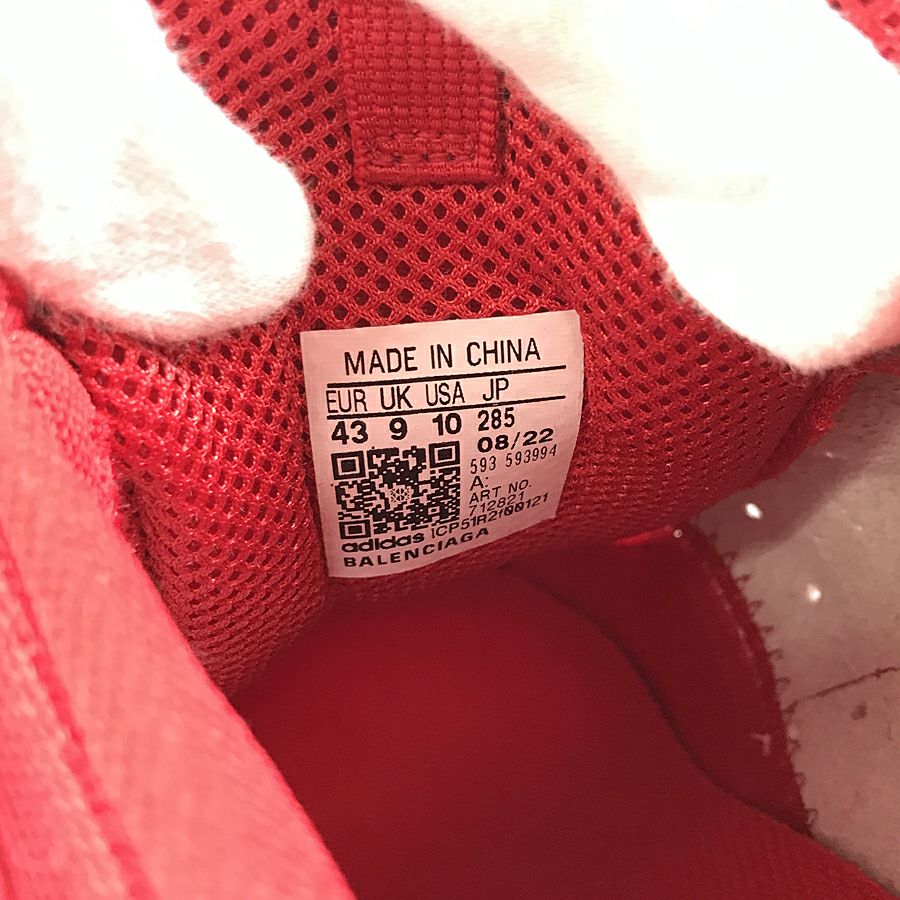 MADE IN CHINA
EUR UK USA JP
43 9 10 285
08/22
593 593994
A:
ART NO.
712821
adidas
BALENCIAGA